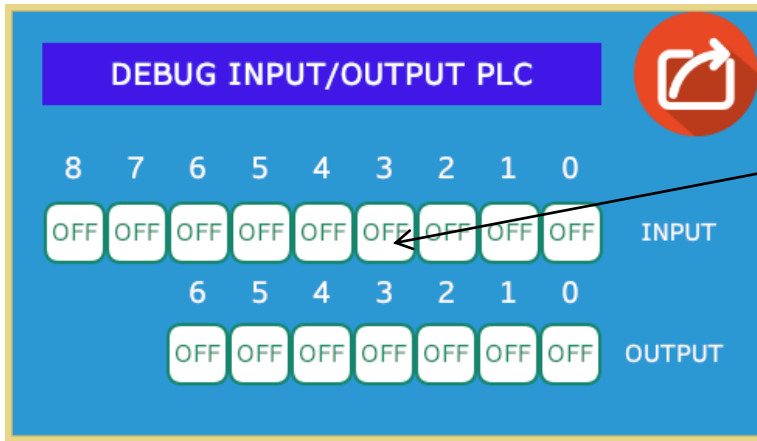 DEBUG INPUT/OUTPUT PLC
8 7 6 5 4 3 2 1 0
OFF OFF OFF OFF OFF OFF OFF OFF OFF INPUT
6 5 4 3 2 1 0
OFF OFF OFF OFF OFF OFF OFF OUTPUT